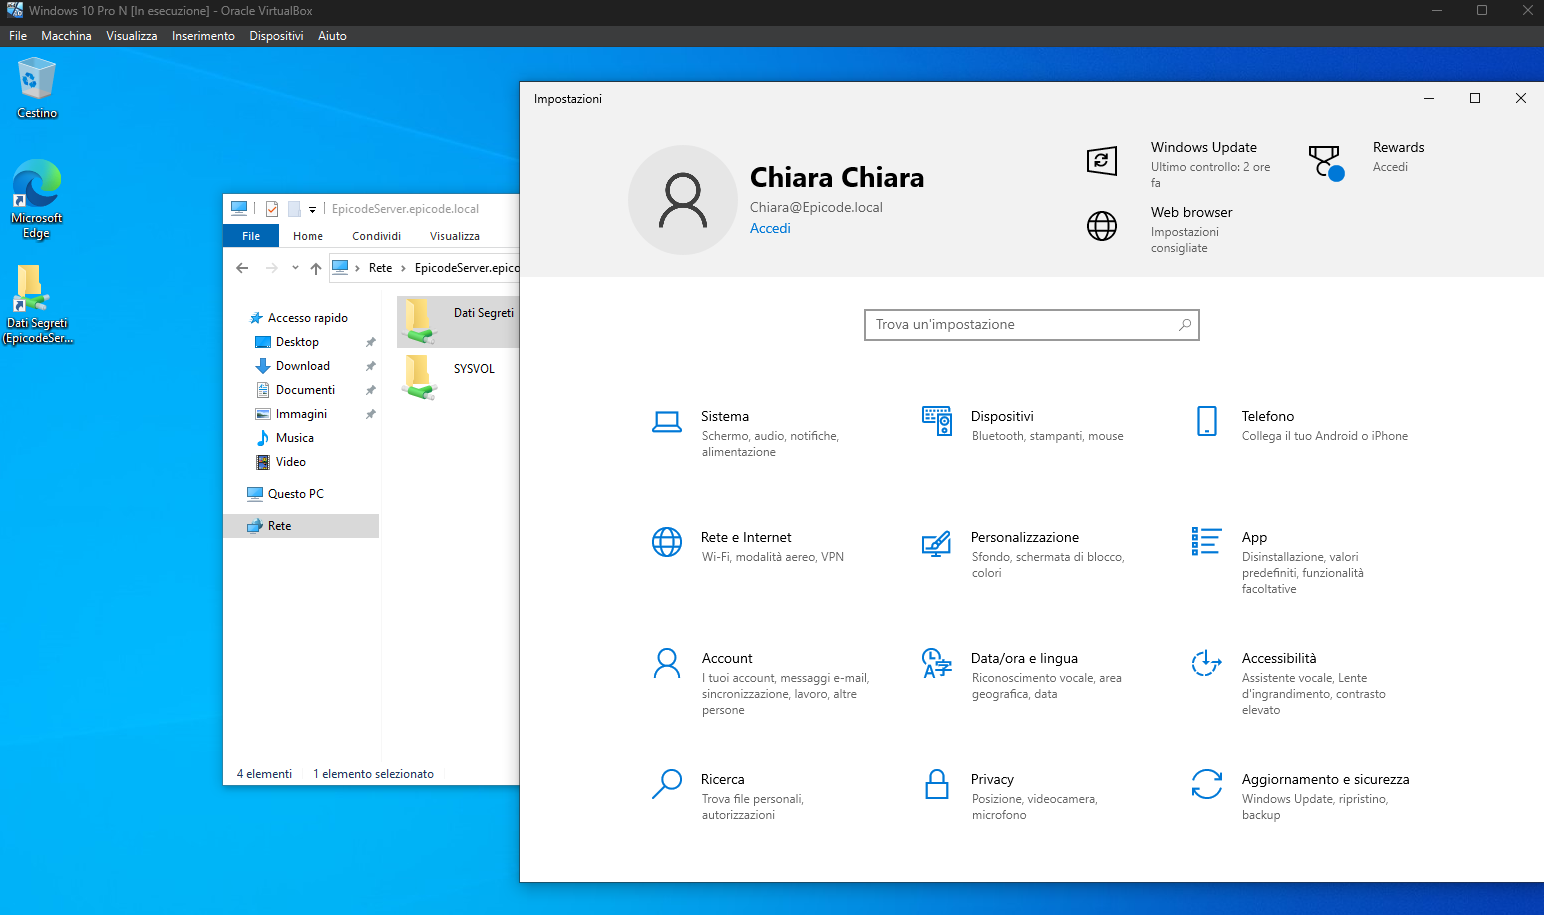 Windows 10 Pro N [In esecuzione] - Oracle VirtualBox
File Macchina Visualizza Inserimento Dispositivi Aiuto
Cestino
Microsoft
Edge
Dati Segreti
(EpicodeSer...
EpicodeServer.epicode.local
File Home Condividi Visualizza
Rete EpicodeServer.epico
Accesso rapido
Desktop
Download
Documenti
Immagini
Musica
Video
Questo PC
Rete
Dati Segreti
SYSVOL
4 elementi 1 elemento selezionato
Impostazioni
Chiara Chiara
Chiara@Epicode.local
Accedi
Windows Update
Ultimo controllo: 2 ore
fa
Rewards
Accedi
Web browser
Impostazioni
consigliate
Trova un'impostazione
Sistema
Schermo, audio, notifiche,
alimentazione
Dispositivi
Bluetooth, stampanti, mouse
Telefono
Collega il tuo Android o iPhone
Rete e Internet
Wi-Fi, modalità aereo, VPN
Personalizzazione
Sfondo, schermata di blocco,
colori
App
Disinstallazione, valori
predefiniti, funzionalità
facoltative
Account
I tuoi account, messaggi e-mail,
sincronizzazione, lavoro, altre
persone
Data/ora e lingua
Riconoscimento vocale, area
geografica, data
Accessibilità
Assistente vocale, Lente
d'ingrandimento, contrasto
elevato
Ricerca
Trova file personali,
autorizzazioni
Privacy
Posizione, videocamera,
microfono
Aggiornamento e sicurezza
Windows Update, ripristino,
backup